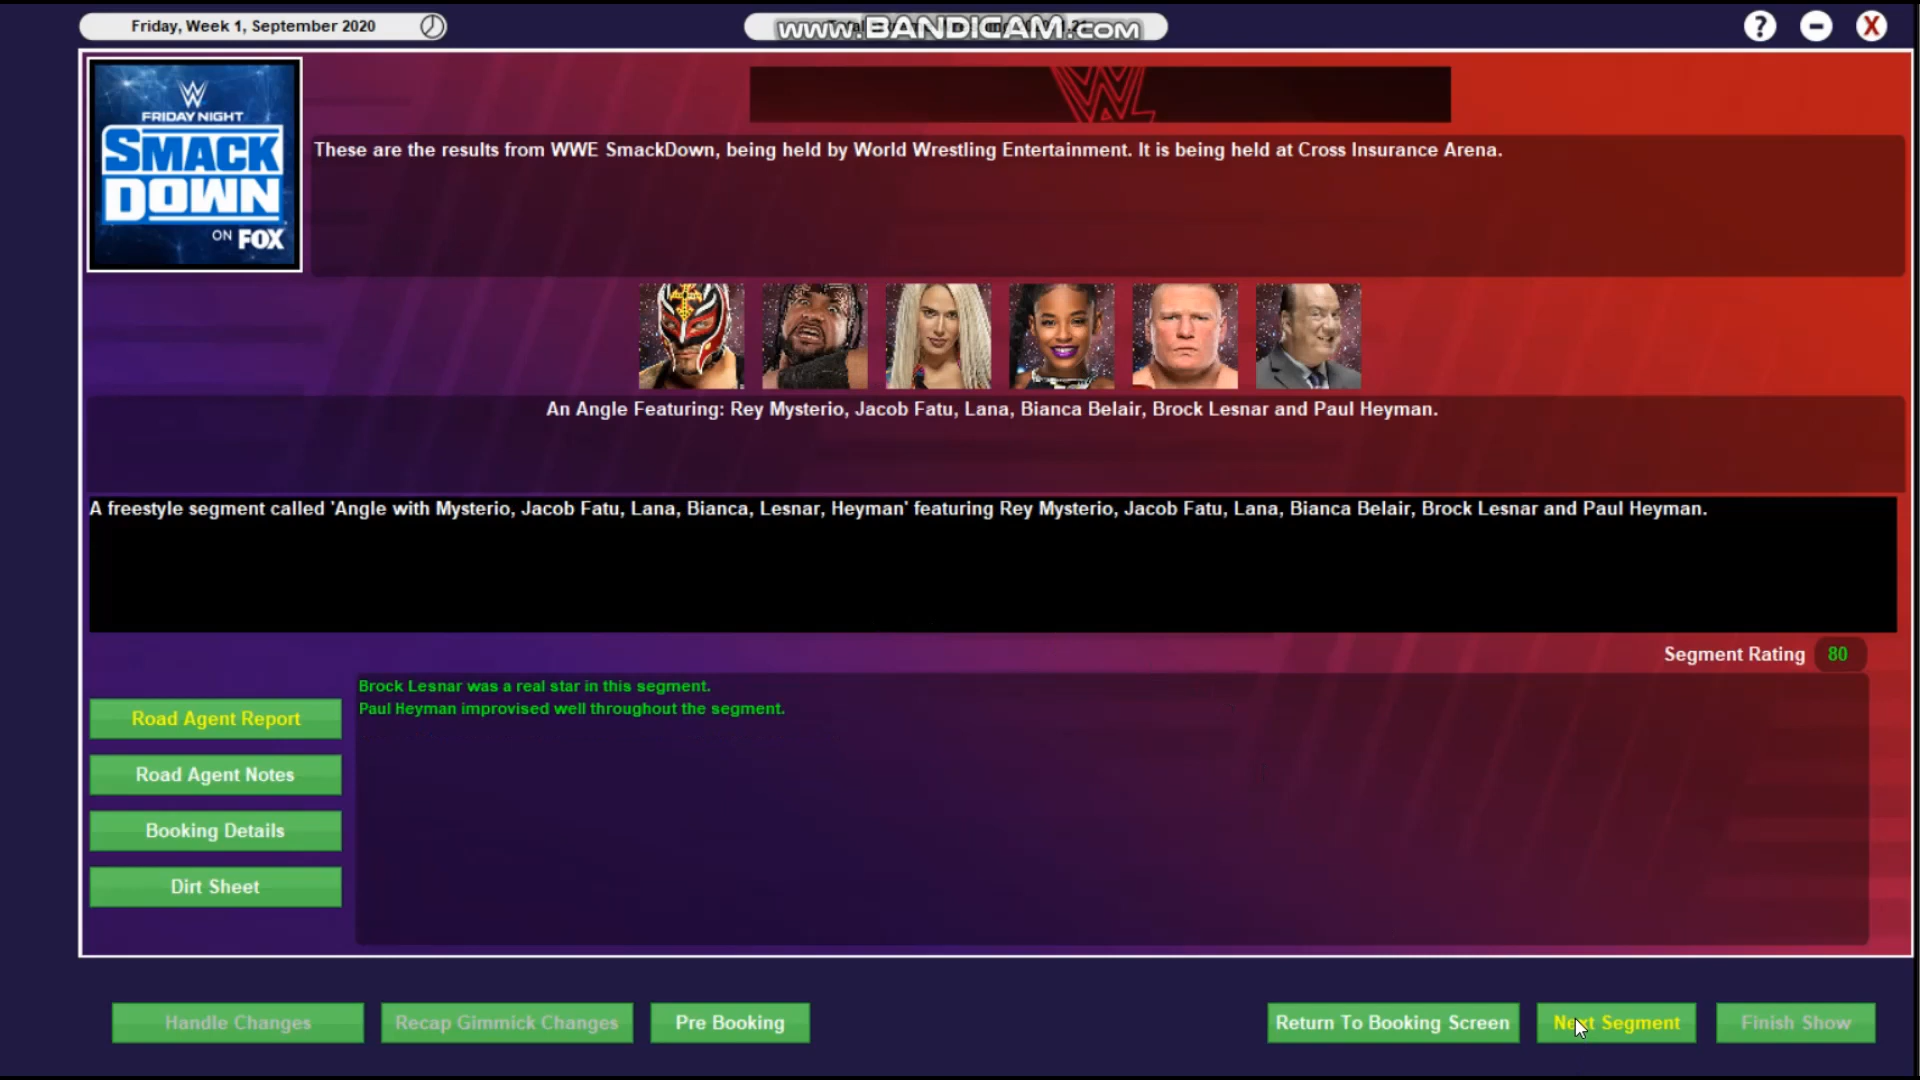 Friday, Week 1, September 2020
www.BANDICAM.com
?
X
W
FRIDAY NIGHT
SMACK
DOWN
ON FOX
These are the results from WWE SmackDown, being held by World Wrestling Entertainment. It is being held at Cross Insurance Arena.
An Angle Featuring: Rey Mysterio, Jacob Fatu, Lana, Bianca Belair, Brock Lesnar and Paul Heyman.
A freestyle segment called 'Angle with Mysterio, Jacob Fatu, Lana, Bianca, Lesnar, Heyman' featuring Rey Mysterio, Jacob Fatu, Lana, Bianca Belair, Brock Lesnar and Paul Heyman.
Segment Rating 80
Brock Lesnar was a real star in this segment.
Paul Heyman improvised well throughout the segment.
Road Agent Report
Road Agent Notes
Booking Details
Dirt Sheet
Handle Changes
Recap Gimmick Changes
Pre Booking
Return To Booking Screen
Next Segment
Finish Show